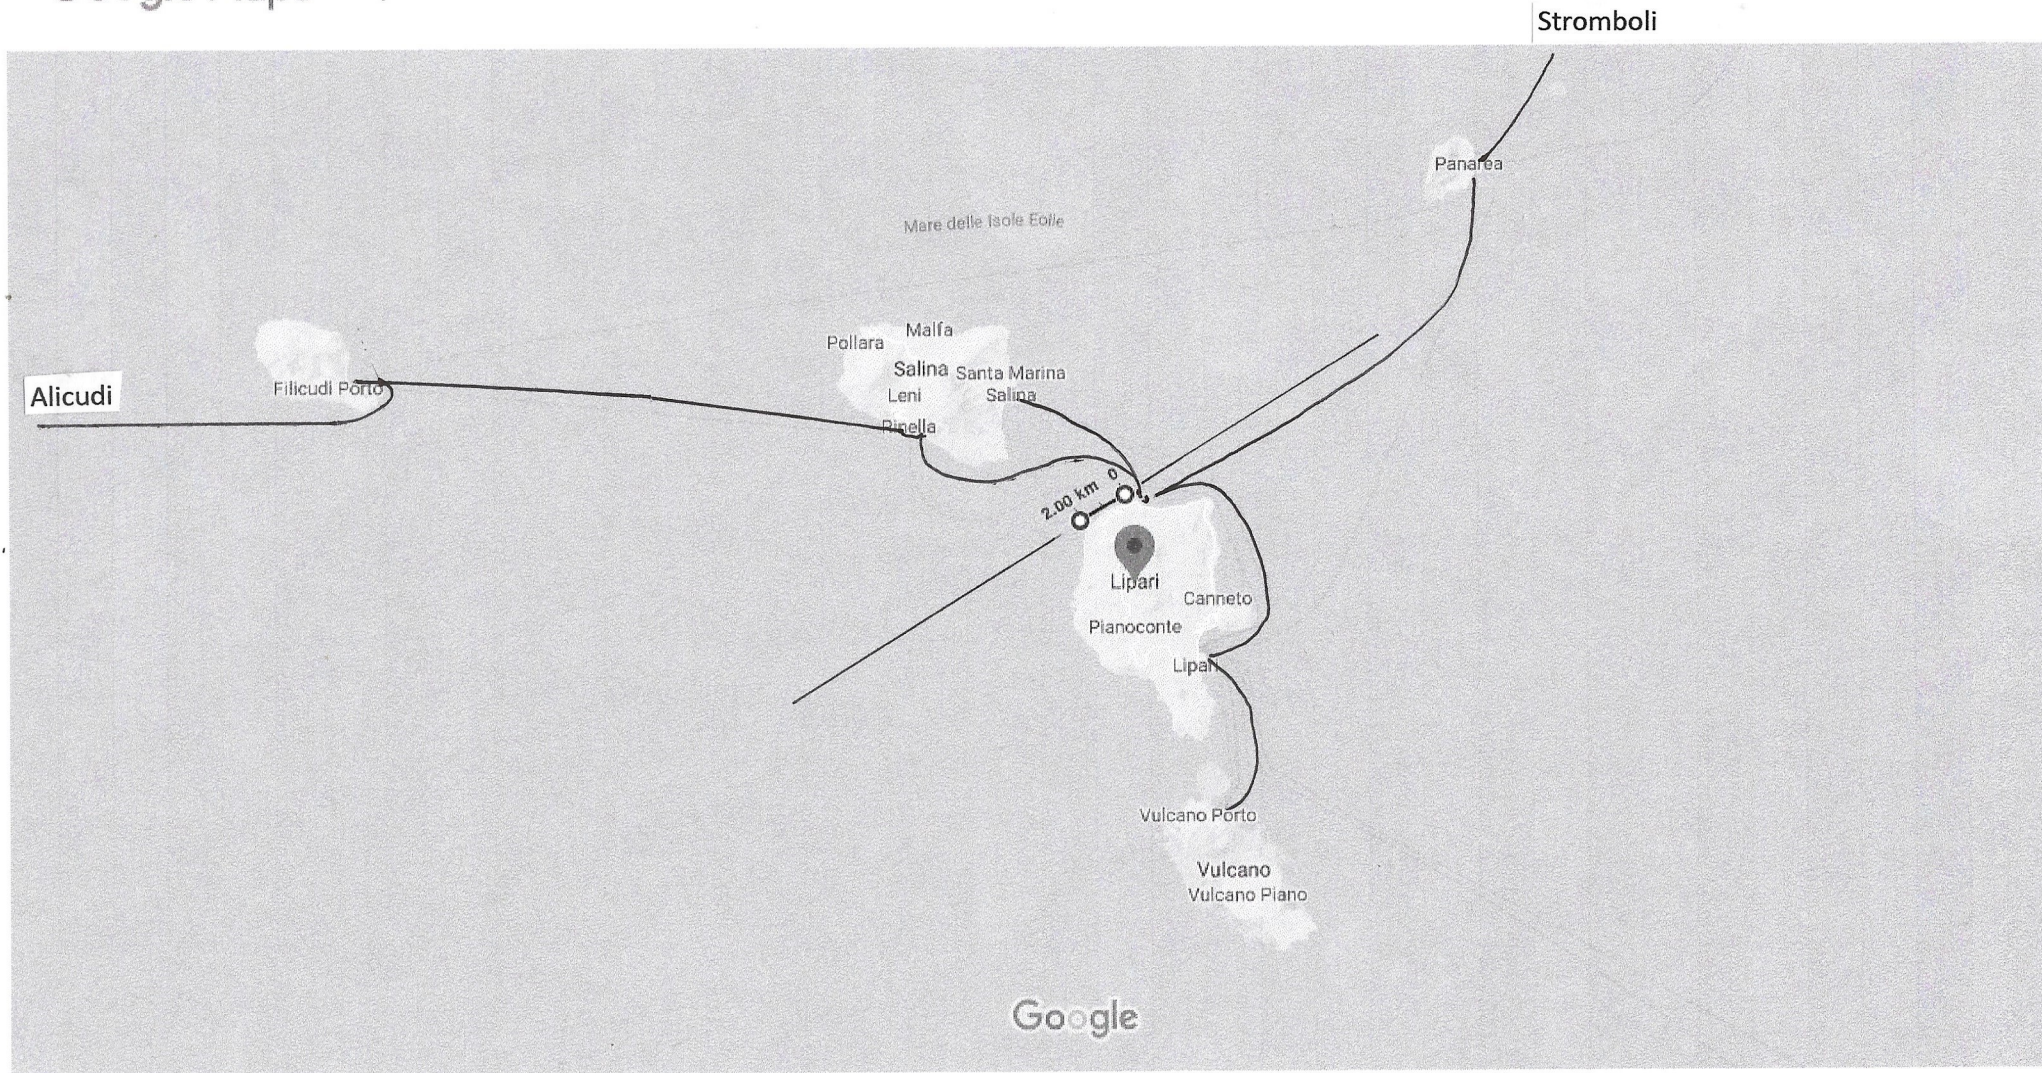 Stromboli
Panarea
Mare delle Isole Eolie
Malfa
Pollara
Salina
Santa Marina
Salina
Leni
Alicudi
Filicudi Porto
Rinella
0
2.00 km
Lipari
Canneto
Pianoconte
Lipari
Vulcano Porto
Vulcano
Vulcano Piano
Google